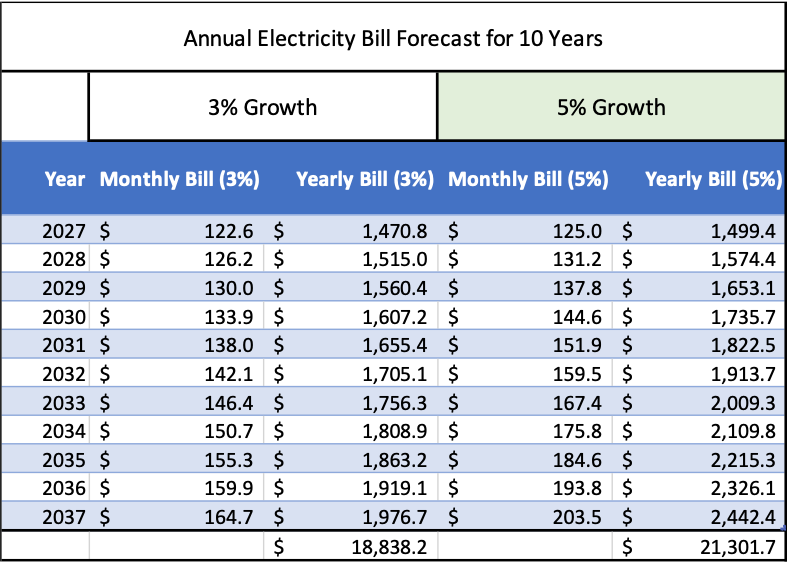 Annual Electricity Bill Forecast for 10 Years
3% Growth 5% Growth
Year Monthly Bill (3%) Yearly Bill (3%) Monthly Bill (5%) Yearly Bill (5%)
2027 $ 122.6 $ 1,470.8 $ 125.0 $ 1,499.4
2028 $ 126.2 $ 1,515.0 $ 131.2 $ 1,574.4
2029 $ 130.0 $ 1,560.4 $ 137.8 $ 1,653.1
2030 $ 133.9 $ 1,607.2 $ 144.6 $ 1,735.7
2031 $ 138.0 $ 1,655.4 $ 151.9 $ 1,822.5
2032 $ 142.1 $ 1,705.1 $ 159.5 $ 1,913.7
2033 $ 146.4 $ 1,756.3 $ 167.4 $ 2,009.3
2034 $ 150.7 $ 1,808.9 $ 175.8 $ 2,109.8
2035 $ 155.3 $ 1,863.2 $ 184.6 $ 2,215.3
2036 $ 159.9 $ 1,919.1 $ 193.8 $ 2,326.1
2037 $ 164.7 $ 1,976.7 $ 203.5 $ 2,442.4
$ 18,838.2 $ 21,301.7